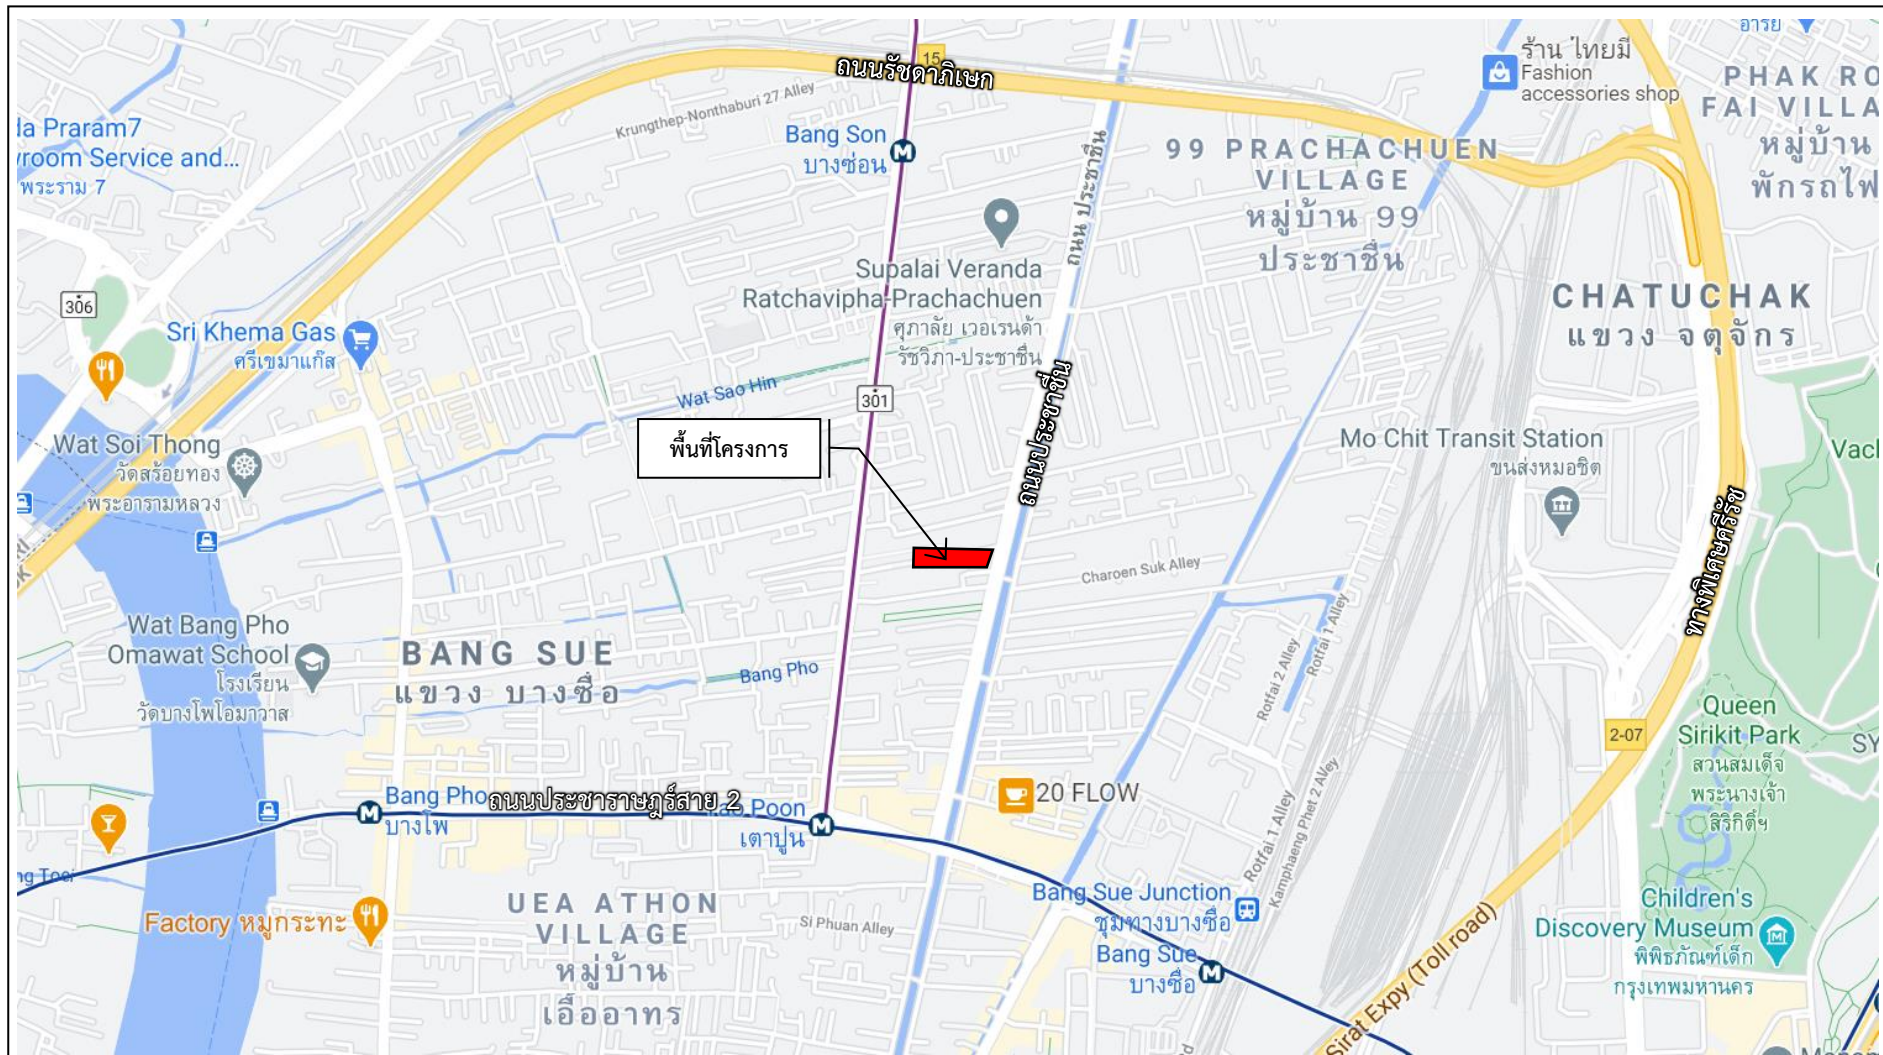 อารีย์
ร้าน ไทยมี
Fashion
accessories shop
15
ถนนรัชดาภิเษก
PHAK RO
FAI VILLA
หมู่บ้าน
พักรถไฟ
Krungthep-Nonthaburi 27 Alley
Bang Son
บางซ่อน
ถนน ประชาชื่น
99 PRACHACHUEN
VILLAGE
หมู่บ้าน 99
ประชาชื่น
da Praram7
wroom Service and...
พระราม 7
Supalai Veranda
Ratchavipha-Prachachuen
ศุภาลัย เวอเรนด้า
รัชวิภา-ประชาชื่น
CHATUCHAK
แขวง จตุจักร
306
Sri Khema Gas
ศรีเขมาแก๊ส
Wat Sao Hin
301
ถนนประชาชื่น
พื้นที่โครงการ
Wat Soi Thong
วัดสร้อยทอง
พระอารามหลวง
Mo Chit Transit Station
ขนส่งหมอชิต
Vach
ทางพิเศษศรีรัช
Charoen Suk Alley
Rotfai 1 Alley
Rotfai 2 Alley
Wat Bang Pho
Omawat School
โรงเรียน
วัดบางโพโอมาวาส
BANG SUE
แขวง บางซื่อ
Bang Pho
2-07
Queen
Sirikit Park
สวนสมเด็จ
พระนางเจ้า
สิริกิติ์ฯ
SY
Bang Pho
บางโพ
ถนนประชาราษฎร์สาย 2
ao Poon
เตาปูน
20 FLOW
Rotfai 1 Alley
Kamphaeng Phet 2 Alley
ng Toei
Factory หมูกระทะ
UEA ATHON
VILLAGE
หมู่บ้าน
เอื้ออาทร
Si Phuan Alley
Bang Sue Junction
ชุมทางบางซื่อ
Bang Sue
บางซื่อ
Children's
Discovery Museum
พิพิธภัณฑ์เด็ก
กรุงเทพมหานคร
Sirat Expy (Toll road)